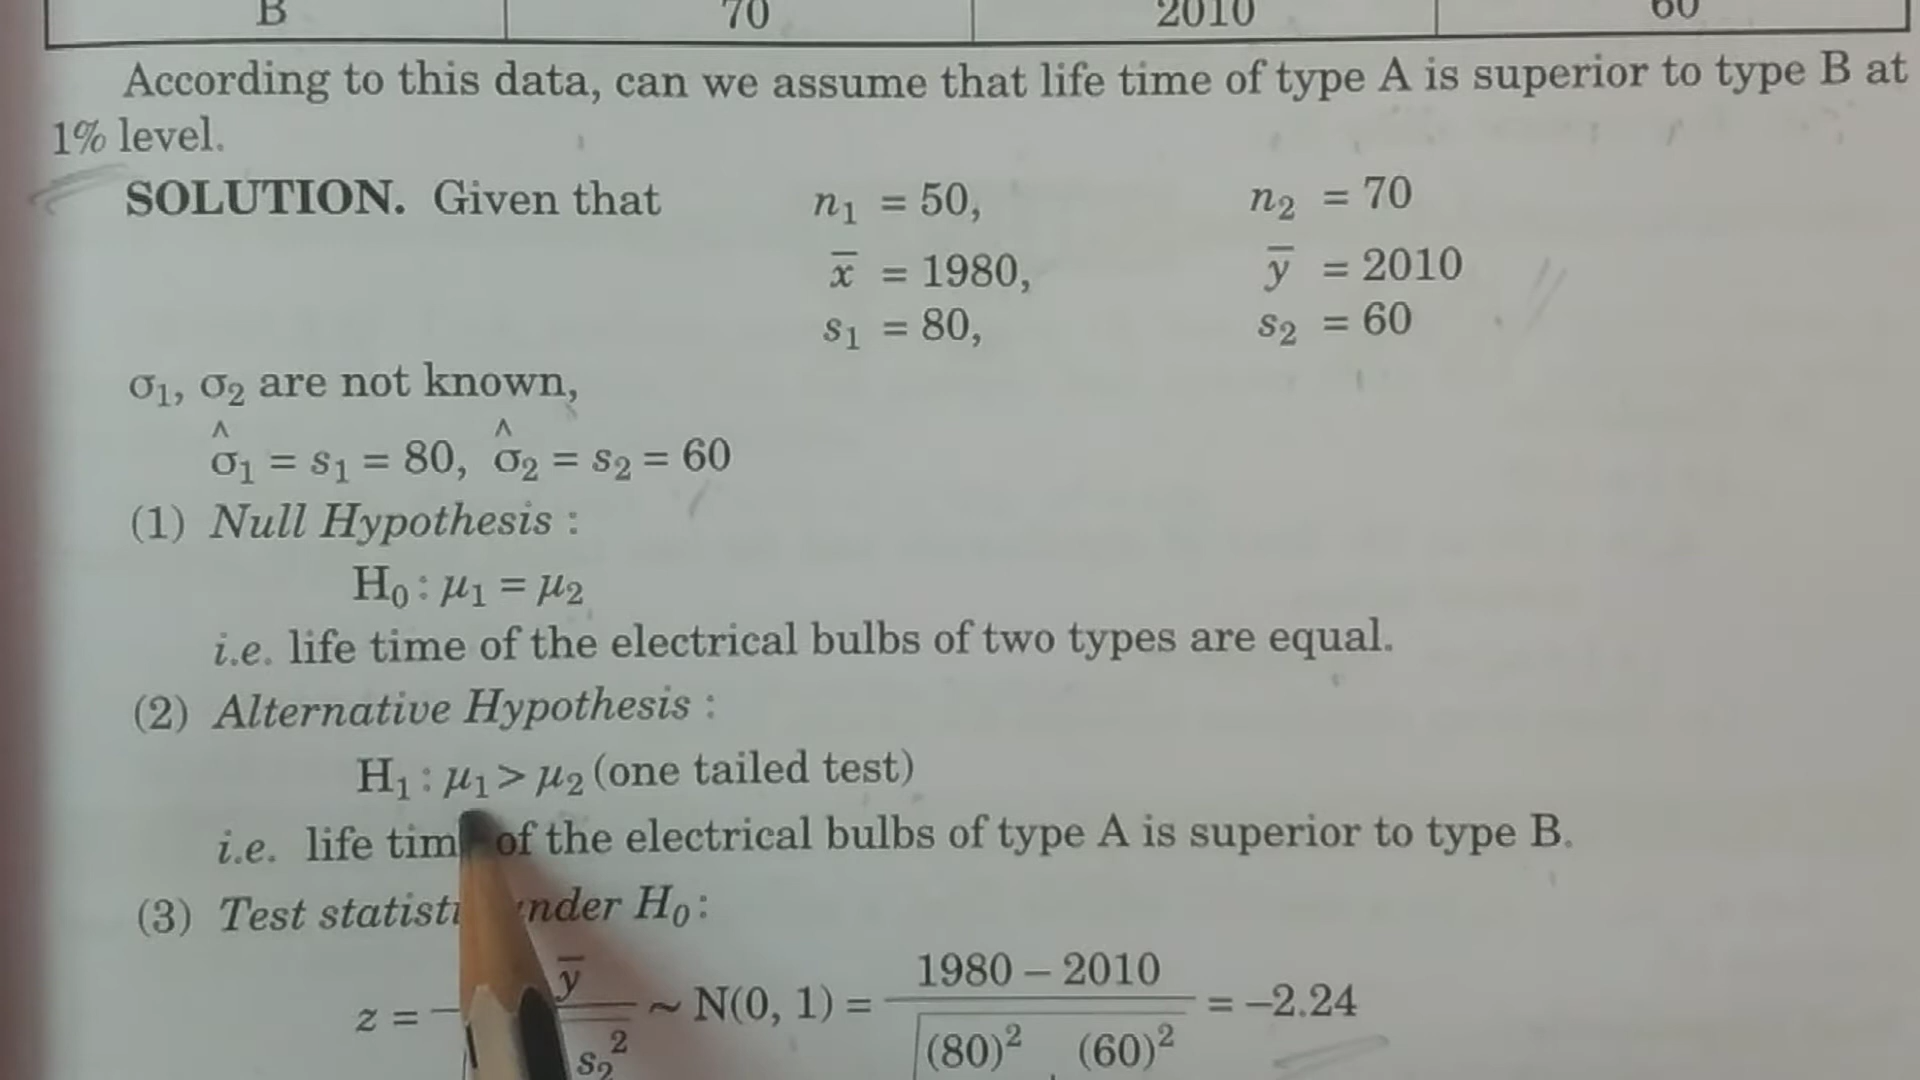 B 70 2010 60
According to this data, can we assume that life time of type A is superior to type B at
1% level.
SOLUTION. Given that n₁ = 50, n₂ = 70
x̅ = 1980, y̅ = 2010
s₁ = 80, s₂ = 60
σ₁, σ₂ are not known,
σ̂₁ = s₁ = 80, σ̂₂ = s₂ = 60
(1) Null Hypothesis :
H₀ : μ₁ = μ₂
i.e. life time of the electrical bulbs of two types are equal.
(2) Alternative Hypothesis :
H₁ : μ₁ > μ₂ (one tailed test)
i.e. life of the electrical bulbs of type A is superior to type B.
(3) Test H₀ :
z = y̅ ~ N(0, 1) = 1980 – 2010 = –2.24
s₂² (80)² (60)²